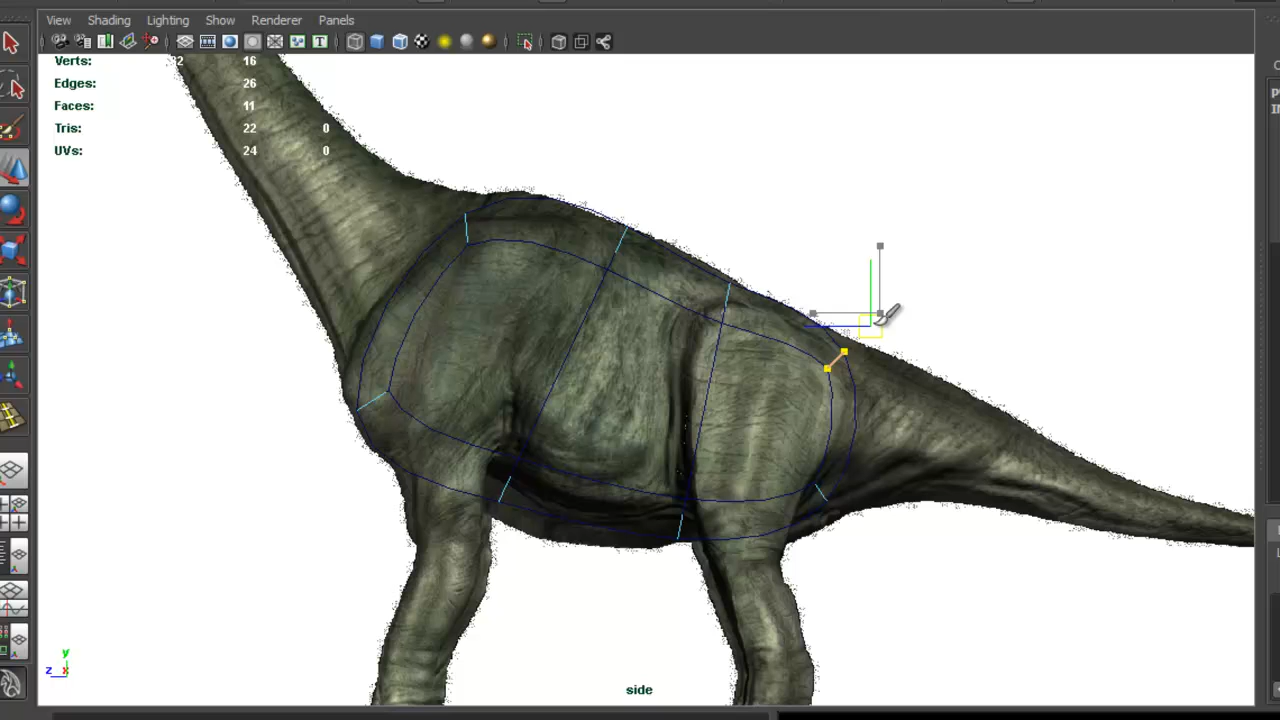 View Shading Lighting Show Renderer Panels
T
Verts: 32 16
Edges: 26
Faces: 11
Tris: 22 0
UVs: 24 0
y
z x
side